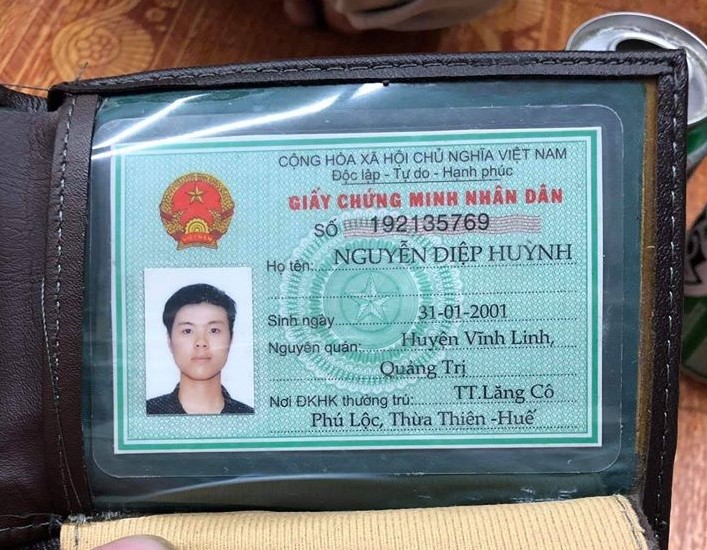 CỘNG HÒA XÃ HỘI CHỦ NGHĨA VIỆT NAM
Độc lập - Tự do - Hạnh phúc
GIẤY CHỨNG MINH NHÂN DÂN
SỐ 192135769
Họ tên: NGUYỄN DIỆP HUỲNH
Sinh ngày 31-01-2001
Nguyên quán: Huyện Vĩnh Linh,
Quảng Trị
Nơi ĐKHK thường trú: TT.Lăng Cô
Phú Lộc, Thừa Thiên -Huế